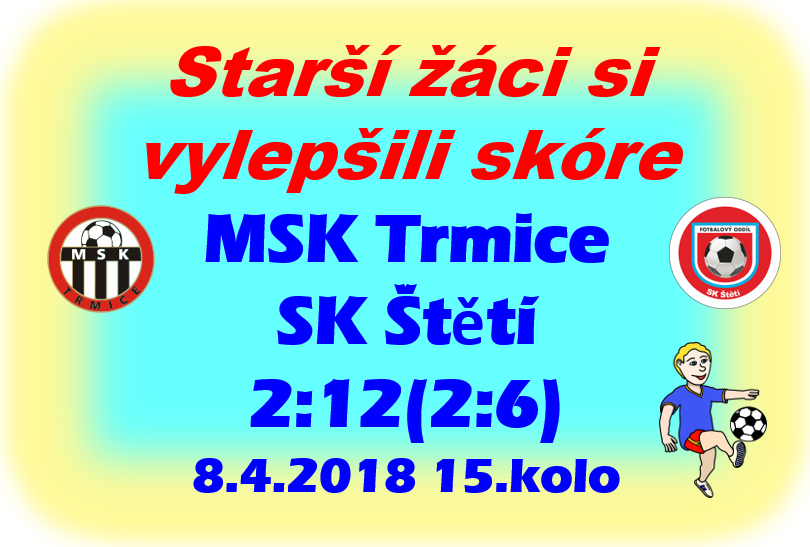 Starší žáci si
vylepšili skóre
MSK Trmice
SK Štětí
2:12(2:6)
8.4.2018 15.kolo
MSK
TRMICE
FOTBALOVÝ ODDÍL
SK Štětí